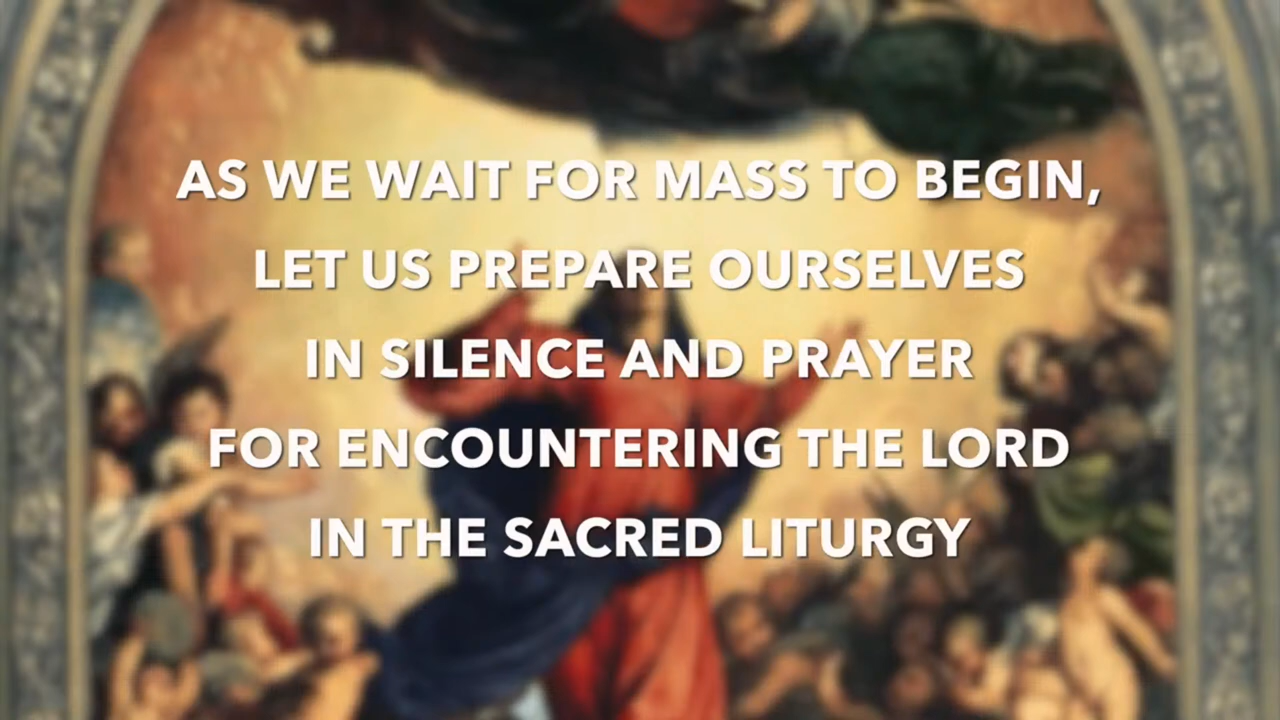 AS WE WAIT FOR MASS TO BEGIN,
LET US PREPARE OURSELVES
IN SILENCE AND PRAYER
FOR ENCOUNTERING THE LORD
IN THE SACRED LITURGY